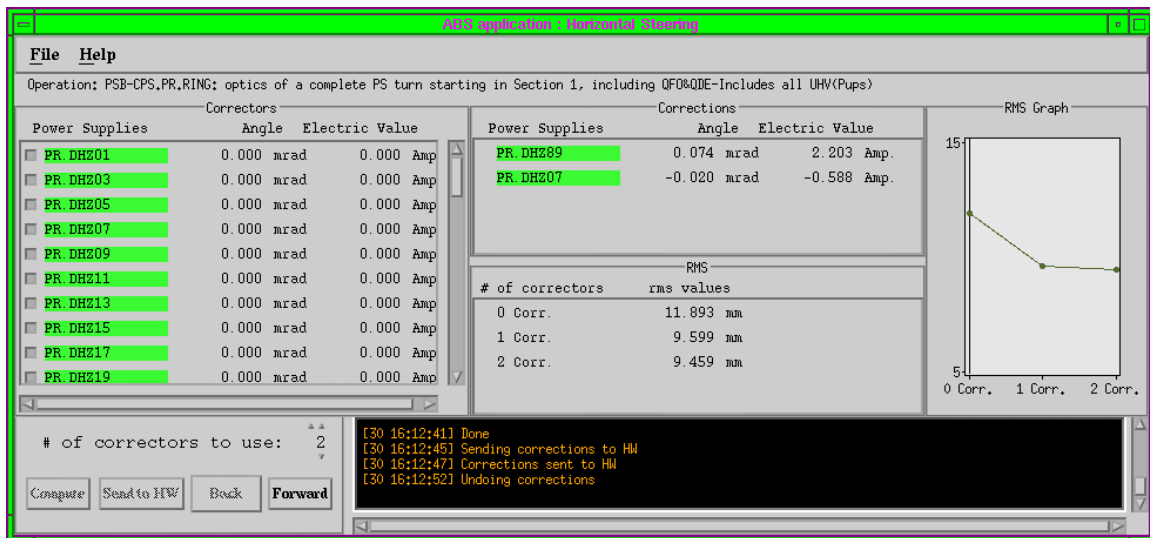 ABS application : Horizontal Steering
File Help
Operation: PSB-CPS.PR.RING: optics of a complete PS turn starting in Section 1, including QFO&QDE-Includes all UHV(Pups)
Correctors
Power Supplies Angle Electric Value
PR.DHZ01 0.000 mrad 0.000 Amp
PR.DHZ03 0.000 mrad 0.000 Amp
PR.DHZ05 0.000 mrad 0.000 Amp
PR.DHZ07 0.000 mrad 0.000 Amp
PR.DHZ09 0.000 mrad 0.000 Amp
PR.DHZ11 0.000 mrad 0.000 Amp
PR.DHZ13 0.000 mrad 0.000 Amp
PR.DHZ15 0.000 mrad 0.000 Amp
PR.DHZ17 0.000 mrad 0.000 Amp
PR.DHZ19 0.000 mrad 0.000 Amp
Corrections
Power Supplies Angle Electric Value
PR.DHZ89 0.074 mrad 2.203 Amp.
PR.DHZ07 -0.020 mrad -0.588 Amp.
RMS
# of correctors rms values
0 Corr. 11.893 mm
1 Corr. 9.599 mm
2 Corr. 9.459 mm
RMS Graph
15
5
0 Corr. 1 Corr. 2 Corr.
# of correctors to use: 2
Compute Send to HW Back Forward
[30 16:12:41] Done
[30 16:12:45] Sending corrections to HW
[30 16:12:47] Corrections sent to HW
[30 16:12:52] Undoing corrections